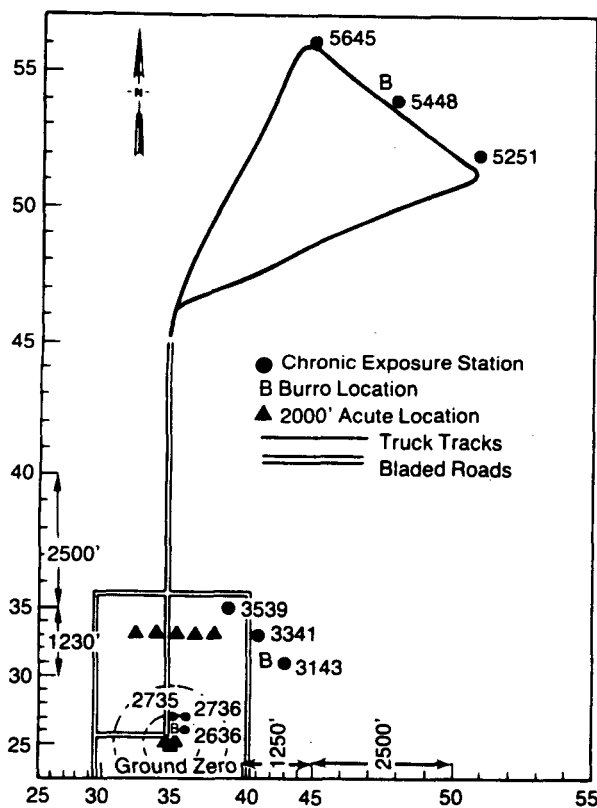 5645
55
N
B
5448
5251
50
45
● Chronic Exposure Station
B Burro Location
▲ 2000' Acute Location
Truck Tracks
Bladed Roads
40
2500'
35
3539
1230'
3341
B
3143
30
2735
2736
B
2636
25
Ground Zero
1250'
2500'
25 30 35 40 45 50 55